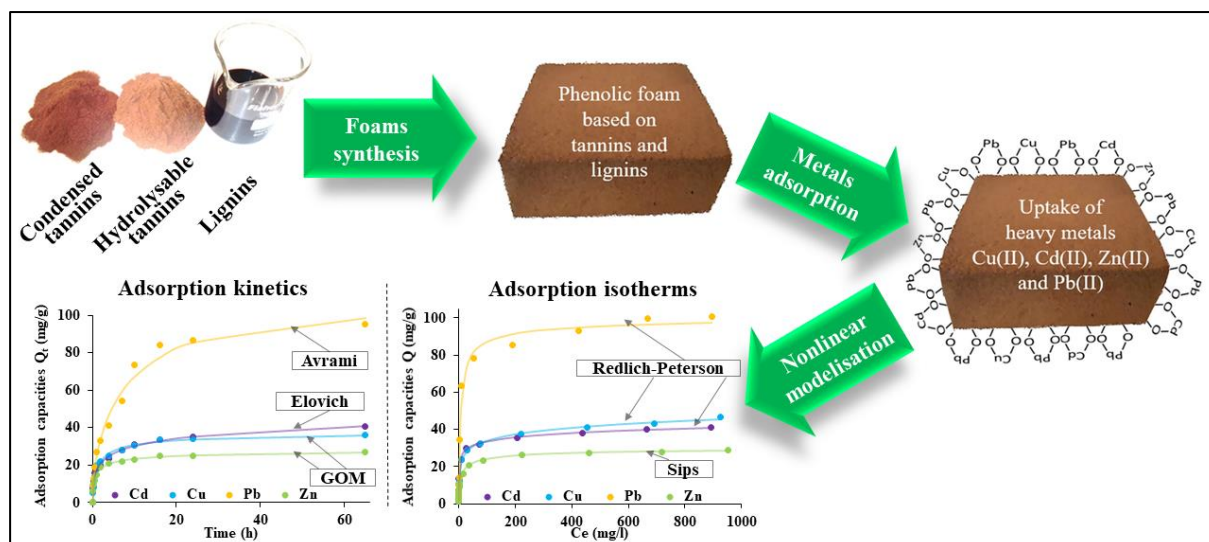 Condensed
tannins
Hydrolysable
tannins
Lignins
Foams
synthesis
Phenolic foam
based on
tannins and
lignins
Metals
adsorption
Uptake of
heavy metals
Cu(II), Cd(II), Zn(II)
and Pb(II)
Nonlinear
modelisation
Adsorption kinetics
Adsorption capacities Qt (mg/g)
100
80
60
40
20
0
Avrami
Elovich
GOM
Cd Cu Pb Zn
0 20 40 60
Time (h)
Adsorption isotherms
Adsorption capacities Q (mg/g)
100
80
60
40
20
0
Redlich-Peterson
Sips
Cd Cu Pb Zn
0 200 400 600 800 1000
Ce (mg/l)